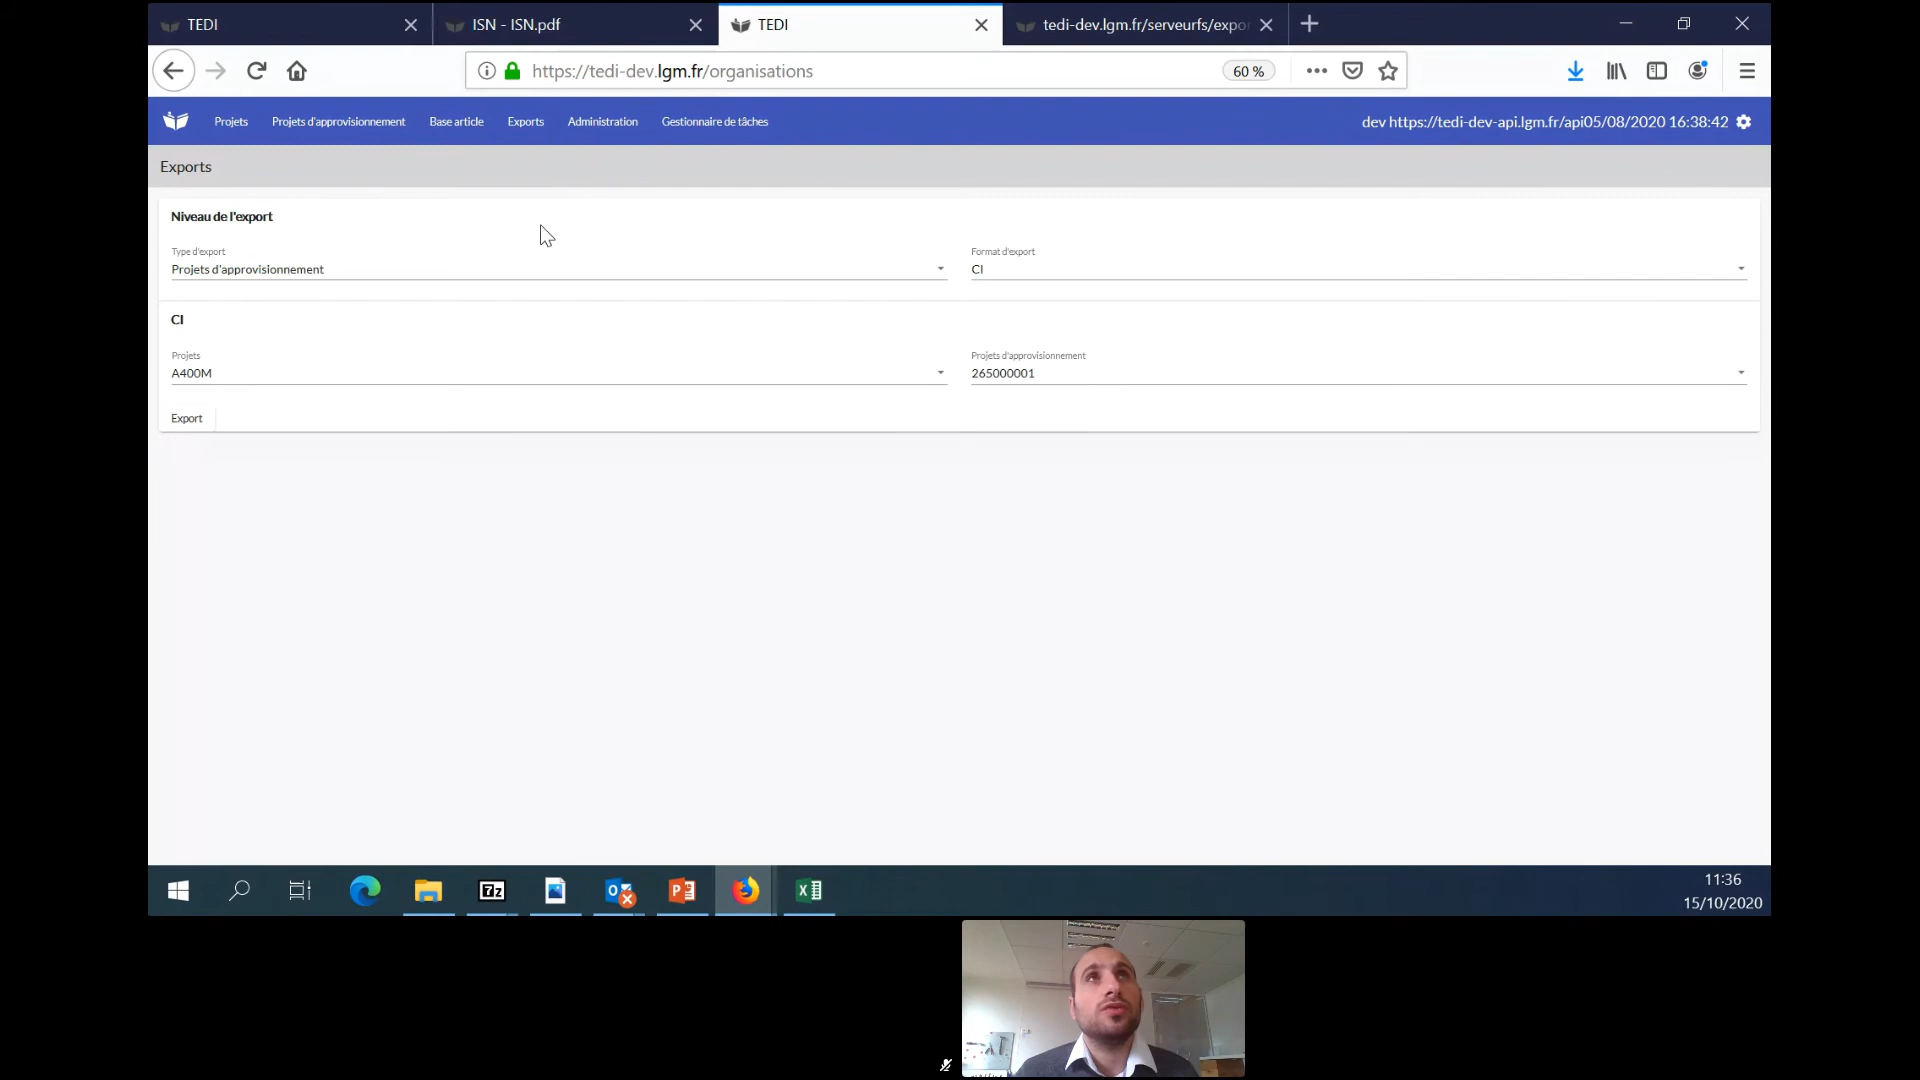 TEDI
ISN - ISN.pdf
TEDI
tedi-dev.lgm.fr/serveurfs/expo
https://tedi-dev.lgm.fr/organisations
60 %
Projets
Projets d'approvisionnement
Base article
Exports
Administration
Gestionnaire de tâches
dev https://tedi-dev-api.lgm.fr/api05/08/2020 16:38:42
Exports
Niveau de l'export
Type d'export
Format d'export
Projets d'approvisionnement
CI
CI
Projets
Projets d'approvisionnement
A400M
265000001
Export
11:36
15/10/2020